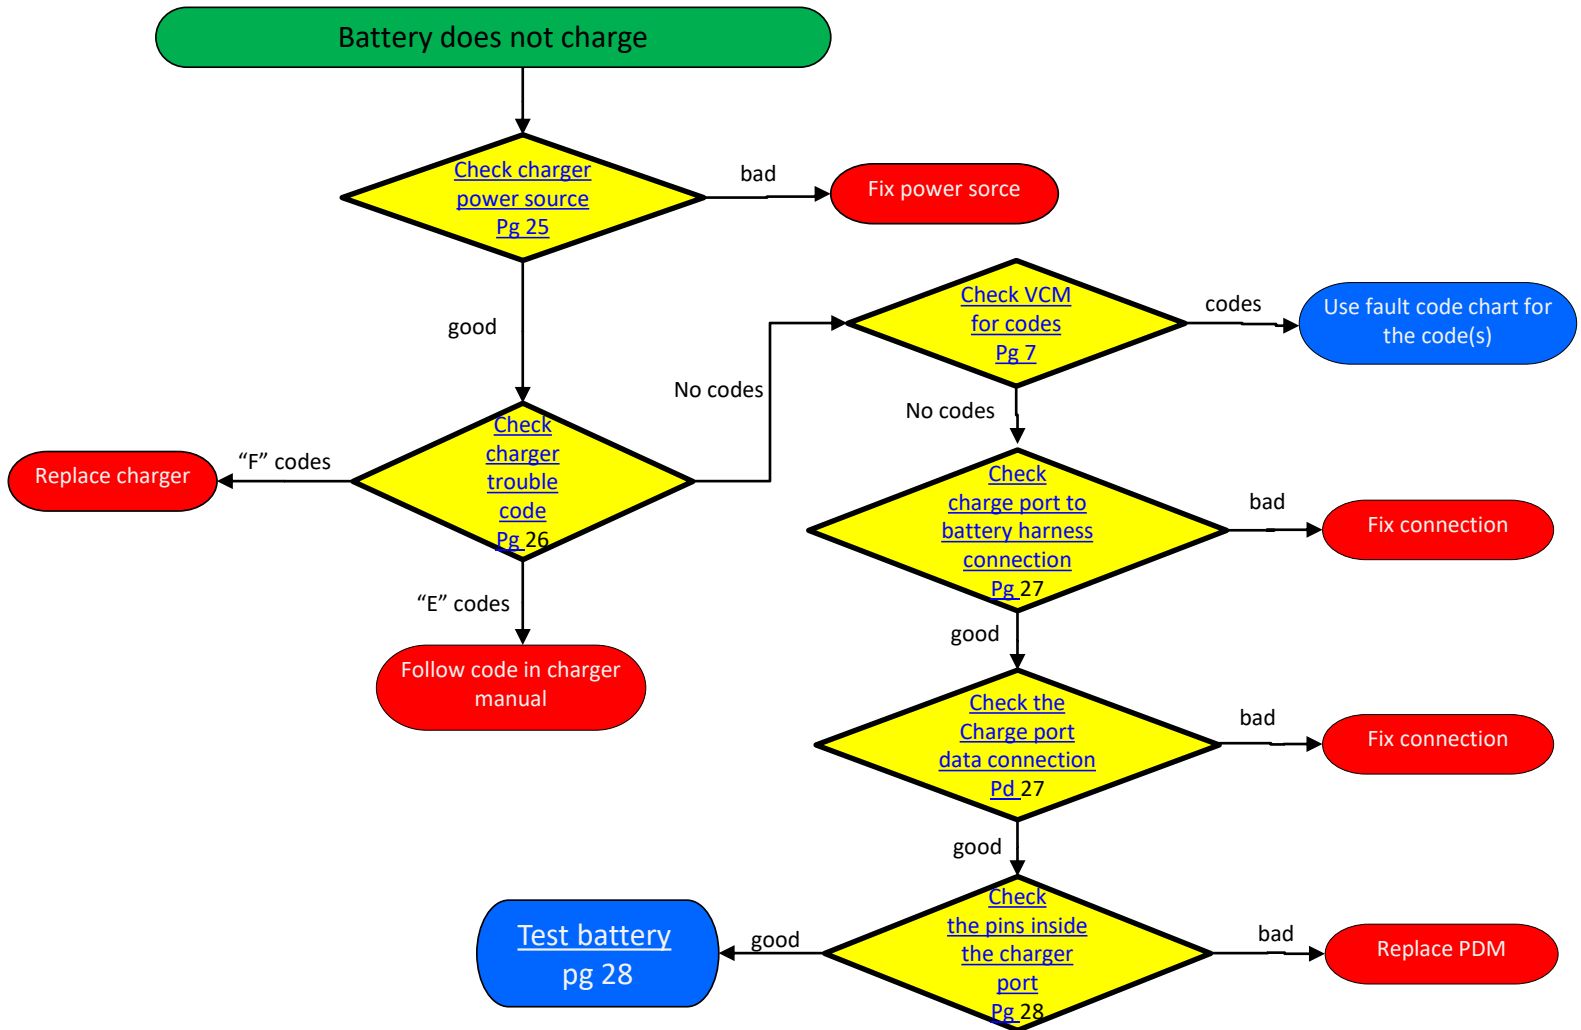 Battery does not charge
Check charger
power source
Pg 25
bad
Fix power sorce
good
Check VCM
for codes
Pg 7
codes
Use fault code chart for
the code(s)
No codes
No codes
Check
charger
trouble
code
Pg 26
"F" codes
Replace charger
"E" codes
Follow code in charger
manual
Check
charge port to
battery harness
connection
Pg 27
bad
Fix connection
good
Check the
Charge port
data connection
Pd 27
bad
Fix connection
good
Check
the pins inside
the charger
port
Pg 28
bad
Replace PDM
good
Test battery
pg 28